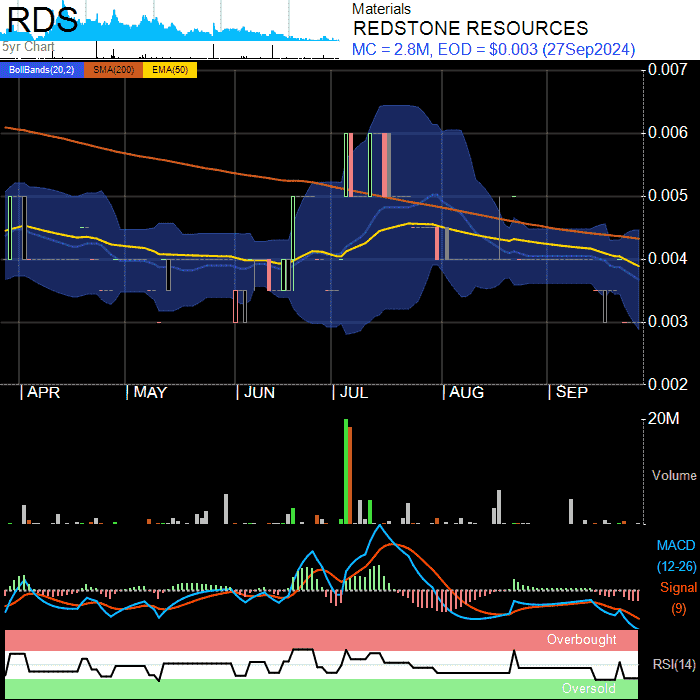 RDS
5yr Chart
Materials
REDSTONE RESOURCES
MC = 2.8M, EOD = $0.003 (27Sep2024)
BollBands(20,2) SMA(200) EMA(50)
0.007
0.006
0.005
0.004
0.003
0.002
APR MAY JUN JUL AUG SEP
20M
Volume
MACD
(12-26)
Signal
(9)
Overbought
RSI(14)
Oversold